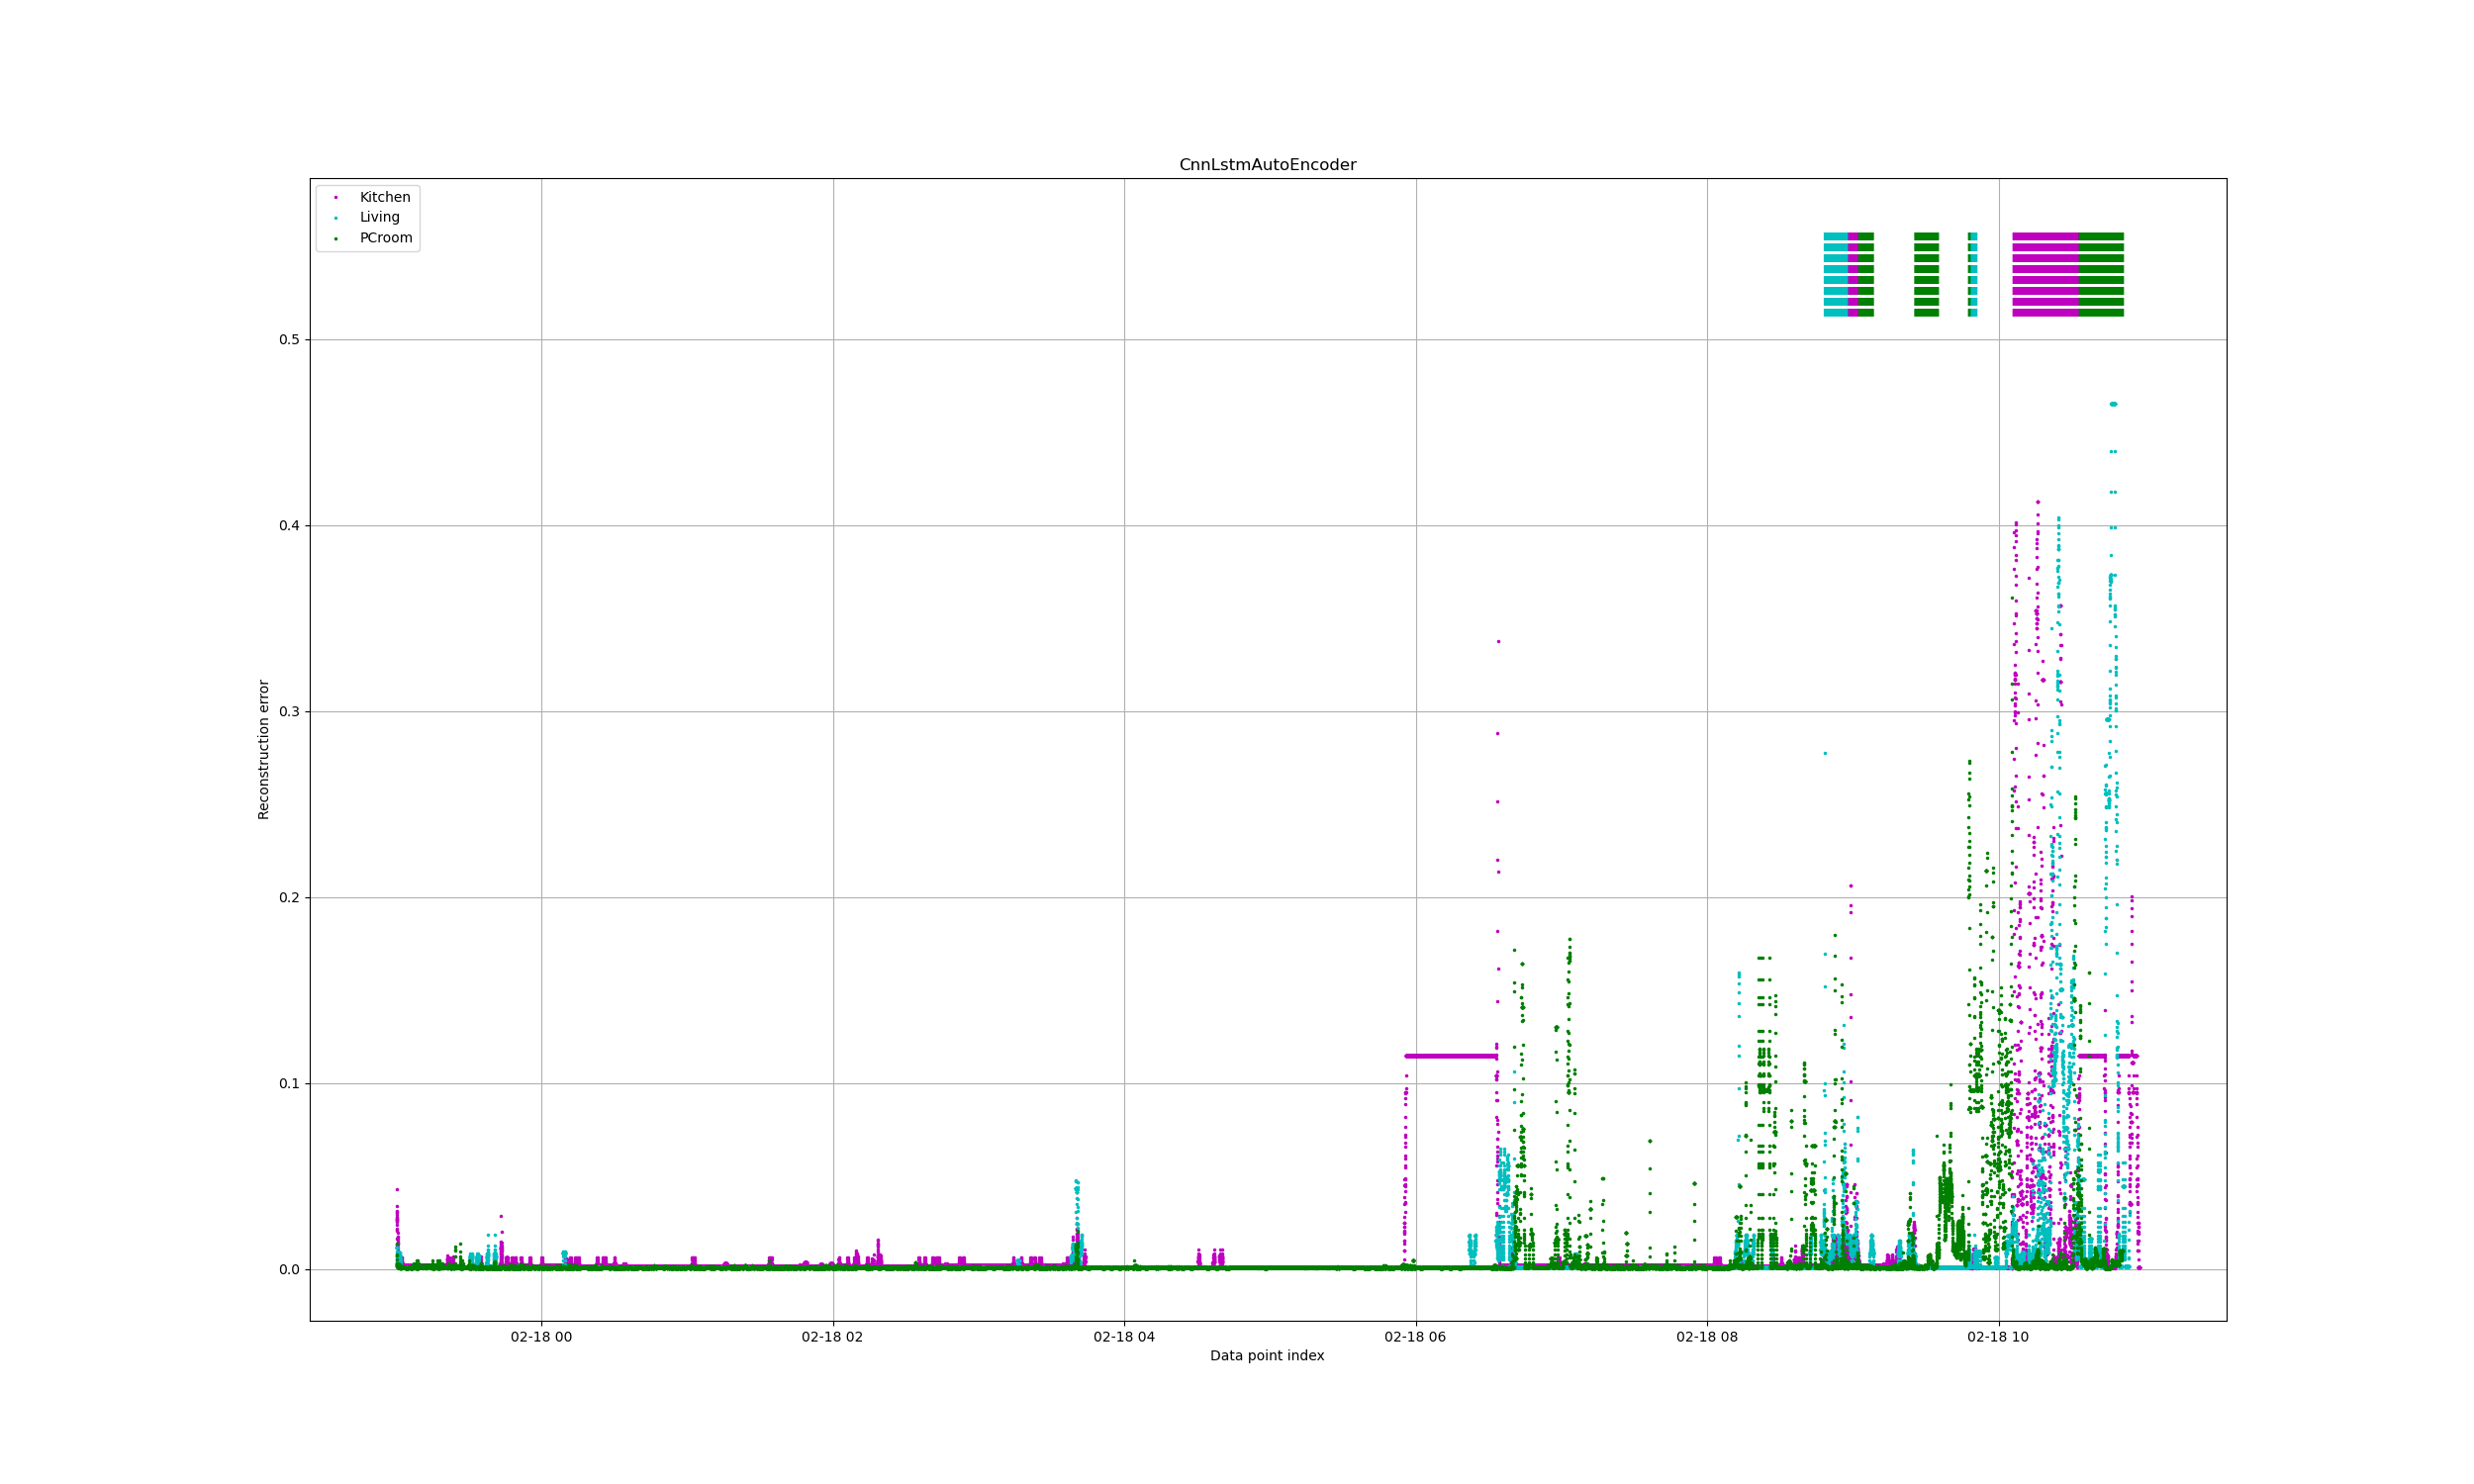 CnnLstmAutoEncoder
Kitchen
Living
PCroom
0.5
0.4
0.3
0.2
0.1
0.0
Reconstruction error
02-18 00
02-18 02
02-18 04
02-18 06
02-18 08
02-18 10
Data point index